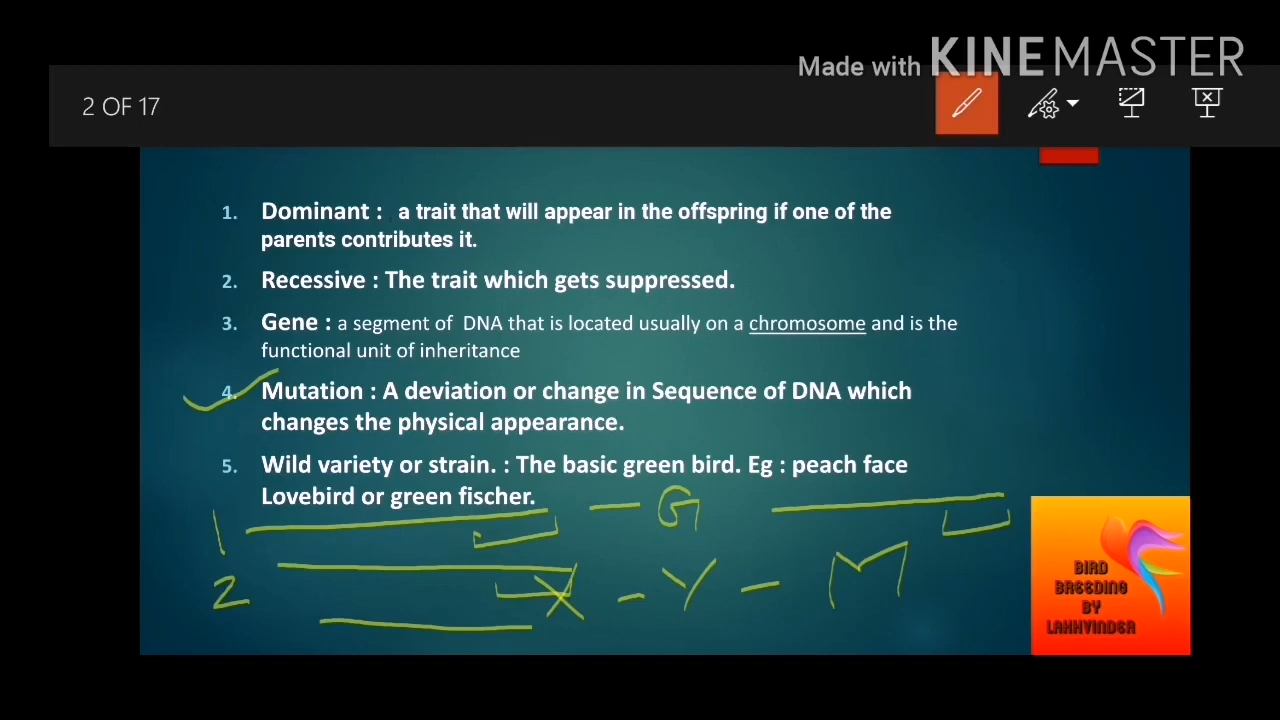 Made with KINEMASTER
2 OF 17
1. Dominant : a trait that will appear in the offspring if one of the
parents contributes it.
2. Recessive : The trait which gets suppressed.
3. Gene : a segment of DNA that is located usually on a chromosome and is the
functional unit of inheritance
4. Mutation : A deviation or change in Sequence of DNA which
changes the physical appearance.
5. Wild variety or strain. : The basic green bird. Eg : peach face
Lovebird or green fischer.
1 — G
2 X - Y - M
BIRD
BREEDING
BY
LAKHVINDER